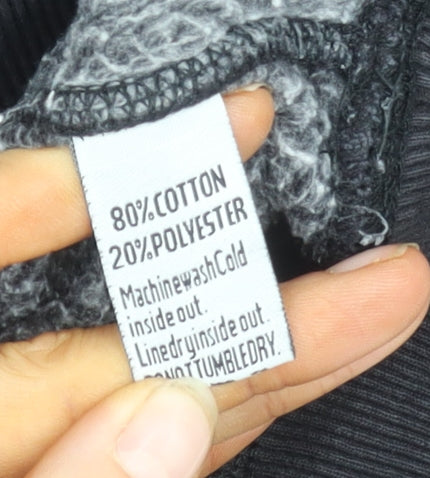 80%COTTON
20%POLYESTER
MachinewashCold
inside out.
Linedryinside out.
DONOTTUMBLEDRY.